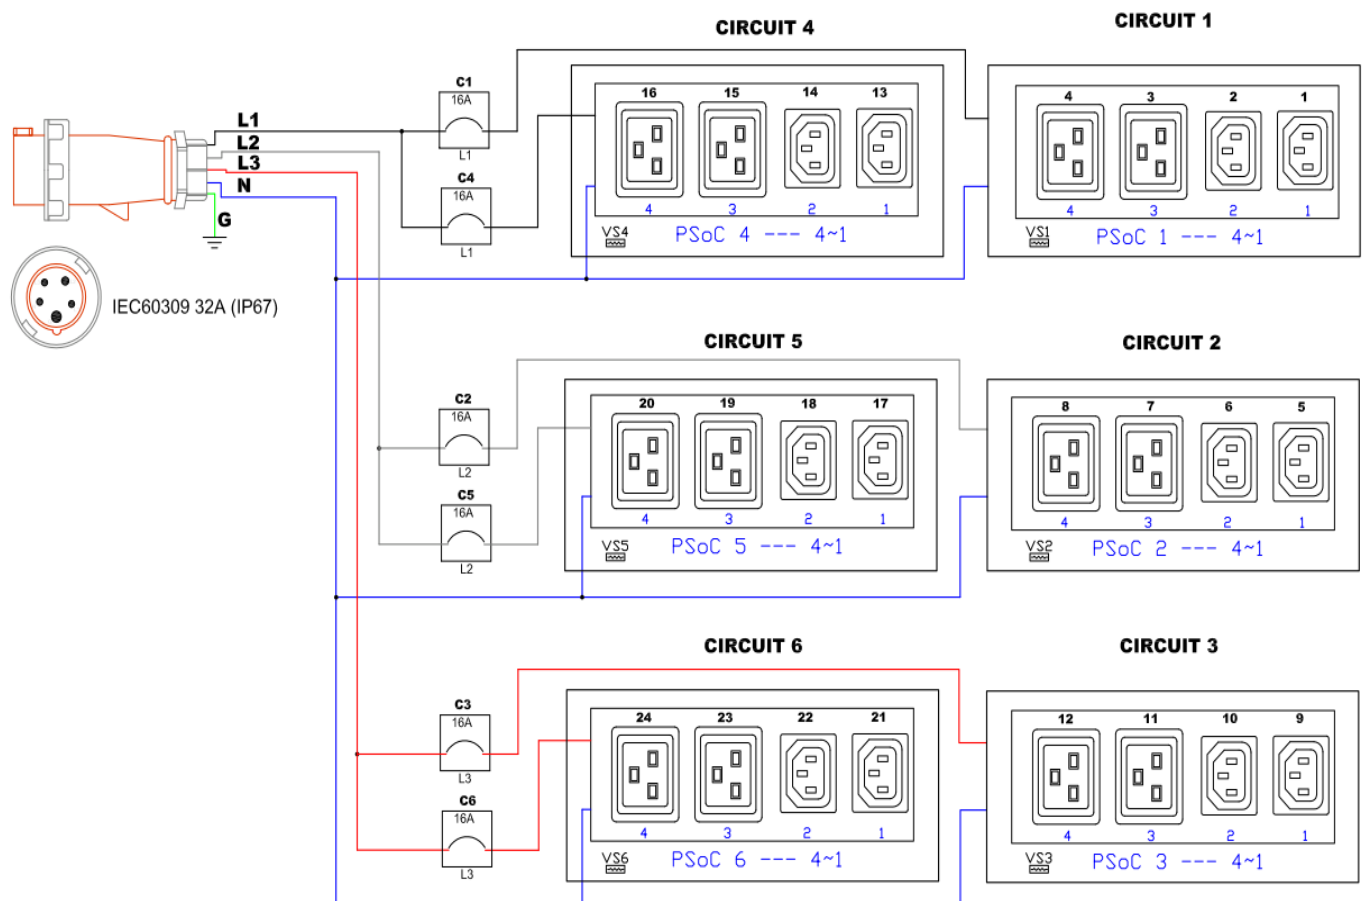 CIRCUIT 4
CIRCUIT 1
C1
16A
L1
16 15 14 13
4 3 2 1
4 3 2 1
4 3 2 1
L1
L2
L3
N
G
C4
16A
L1
VS4
PSoC 4 --- 4~1
VS1
PSoC 1 --- 4~1
IEC60309 32A (IP67)
CIRCUIT 5
CIRCUIT 2
C2
16A
L2
20 19 18 17
4 3 2 1
8 7 6 5
4 3 2 1
C5
16A
L2
VS5
PSoC 5 --- 4~1
VS2
PSoC 2 --- 4~1
CIRCUIT 6
CIRCUIT 3
C3
16A
L3
24 23 22 21
4 3 2 1
12 11 10 9
4 3 2 1
C6
16A
L3
VS6
PSoC 6 --- 4~1
VS3
PSoC 3 --- 4~1